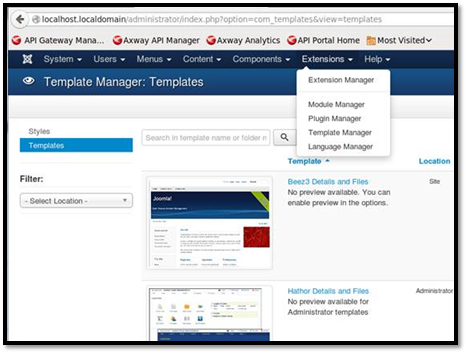 localhost.localdomain/administrator/index.php?option=com_templates&view=templates
API Gateway Mana... Axway API Manager Axway Analytics API Portal Home Most Visited
System Users Menus Content Components Extensions Help
Template Manager: Templates
Extension Manager
Module Manager
Plugin Manager
Template Manager
Language Manager
Styles
Templates
Search in template name or folder n
Filter:
- Select Location -
Template Location
Beez3 Details and Files Site
No preview available. You can
enable preview in the options.
Joomla!
Hathor Details and Files Administrator
No preview available for
Administrator templates